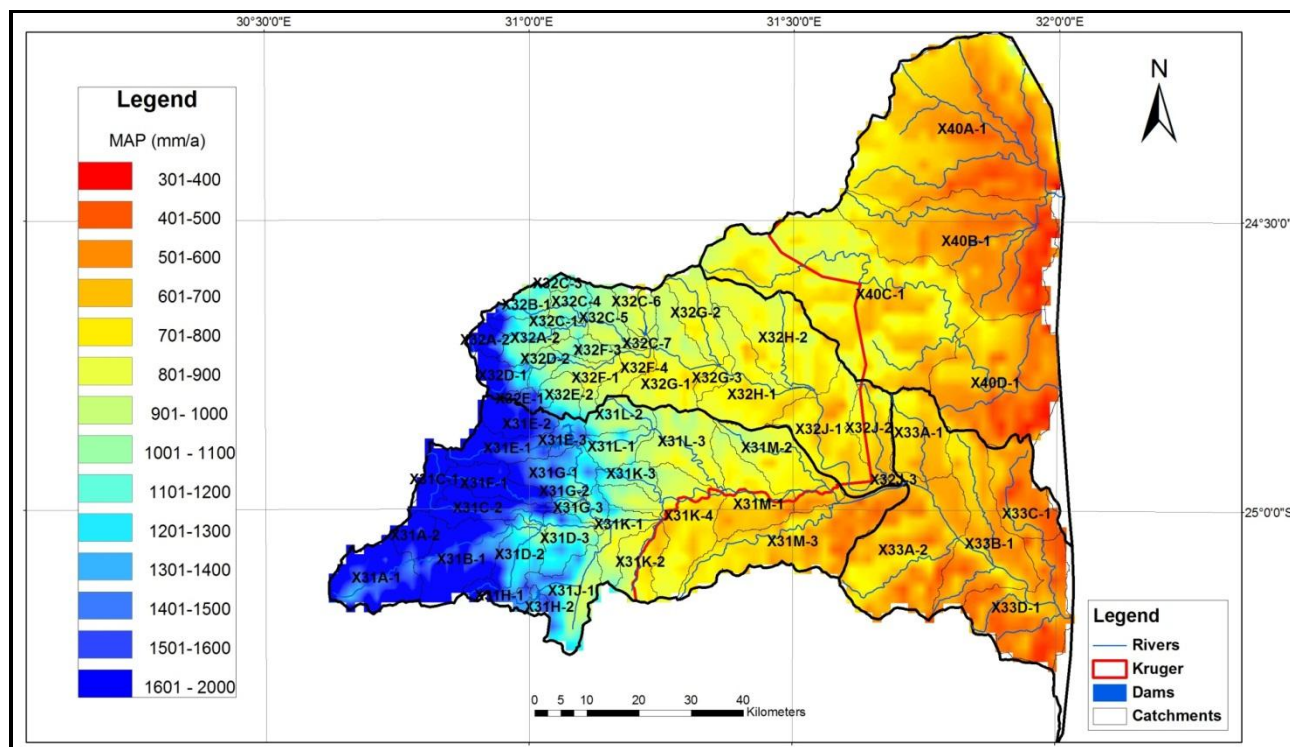 30°30'0"E
31°0'0"E
31°30'0"E
32°0'0"E
Legend
MAP (mm/a)
301-400
401-500
501-600
601-700
701-800
801-900
901- 1000
1001 - 1100
1101-1200
1201-1300
1301-1400
1401-1500
1501-1600
1601 - 2000
N
24°30'0"S
25°0'0"S
X40A-1
X40B-1
X40C-1
X40D-1
X32C-3
X32B-1
X32C-4
X32C-6
X32C-1
X32C-5
X32G-2
X32A-2
X32A-2
X32F-3
X32C-7
X32H-2
X32D-2
X32D-1
X32F-1
X32F-4
X32G-1
X32G-3
X32E-1
X32E-2
X32H-1
X31L-2
X31E-2
X31E-3
X31L-1
X31L-3
X31M-2
X32J-1
X32J-2
X33A-1
X31E-1
X31C-1
X31F-1
X31G-1
X31K-3
X32J-3
X31G-2
X31C-2
X31G-3
X31K-1
X31K-4
X31M-1
X33C-1
X31A-2
X31D-3
X31M-3
X33A-2
X33B-1
X31B-1
X31D-2
X31K-2
X31A-1
X31H-1
X31J-1
X31H-2
X33D-1
Legend
Rivers
Kruger
Dams
Catchments
0 5 10 20 30 40
Kilometers